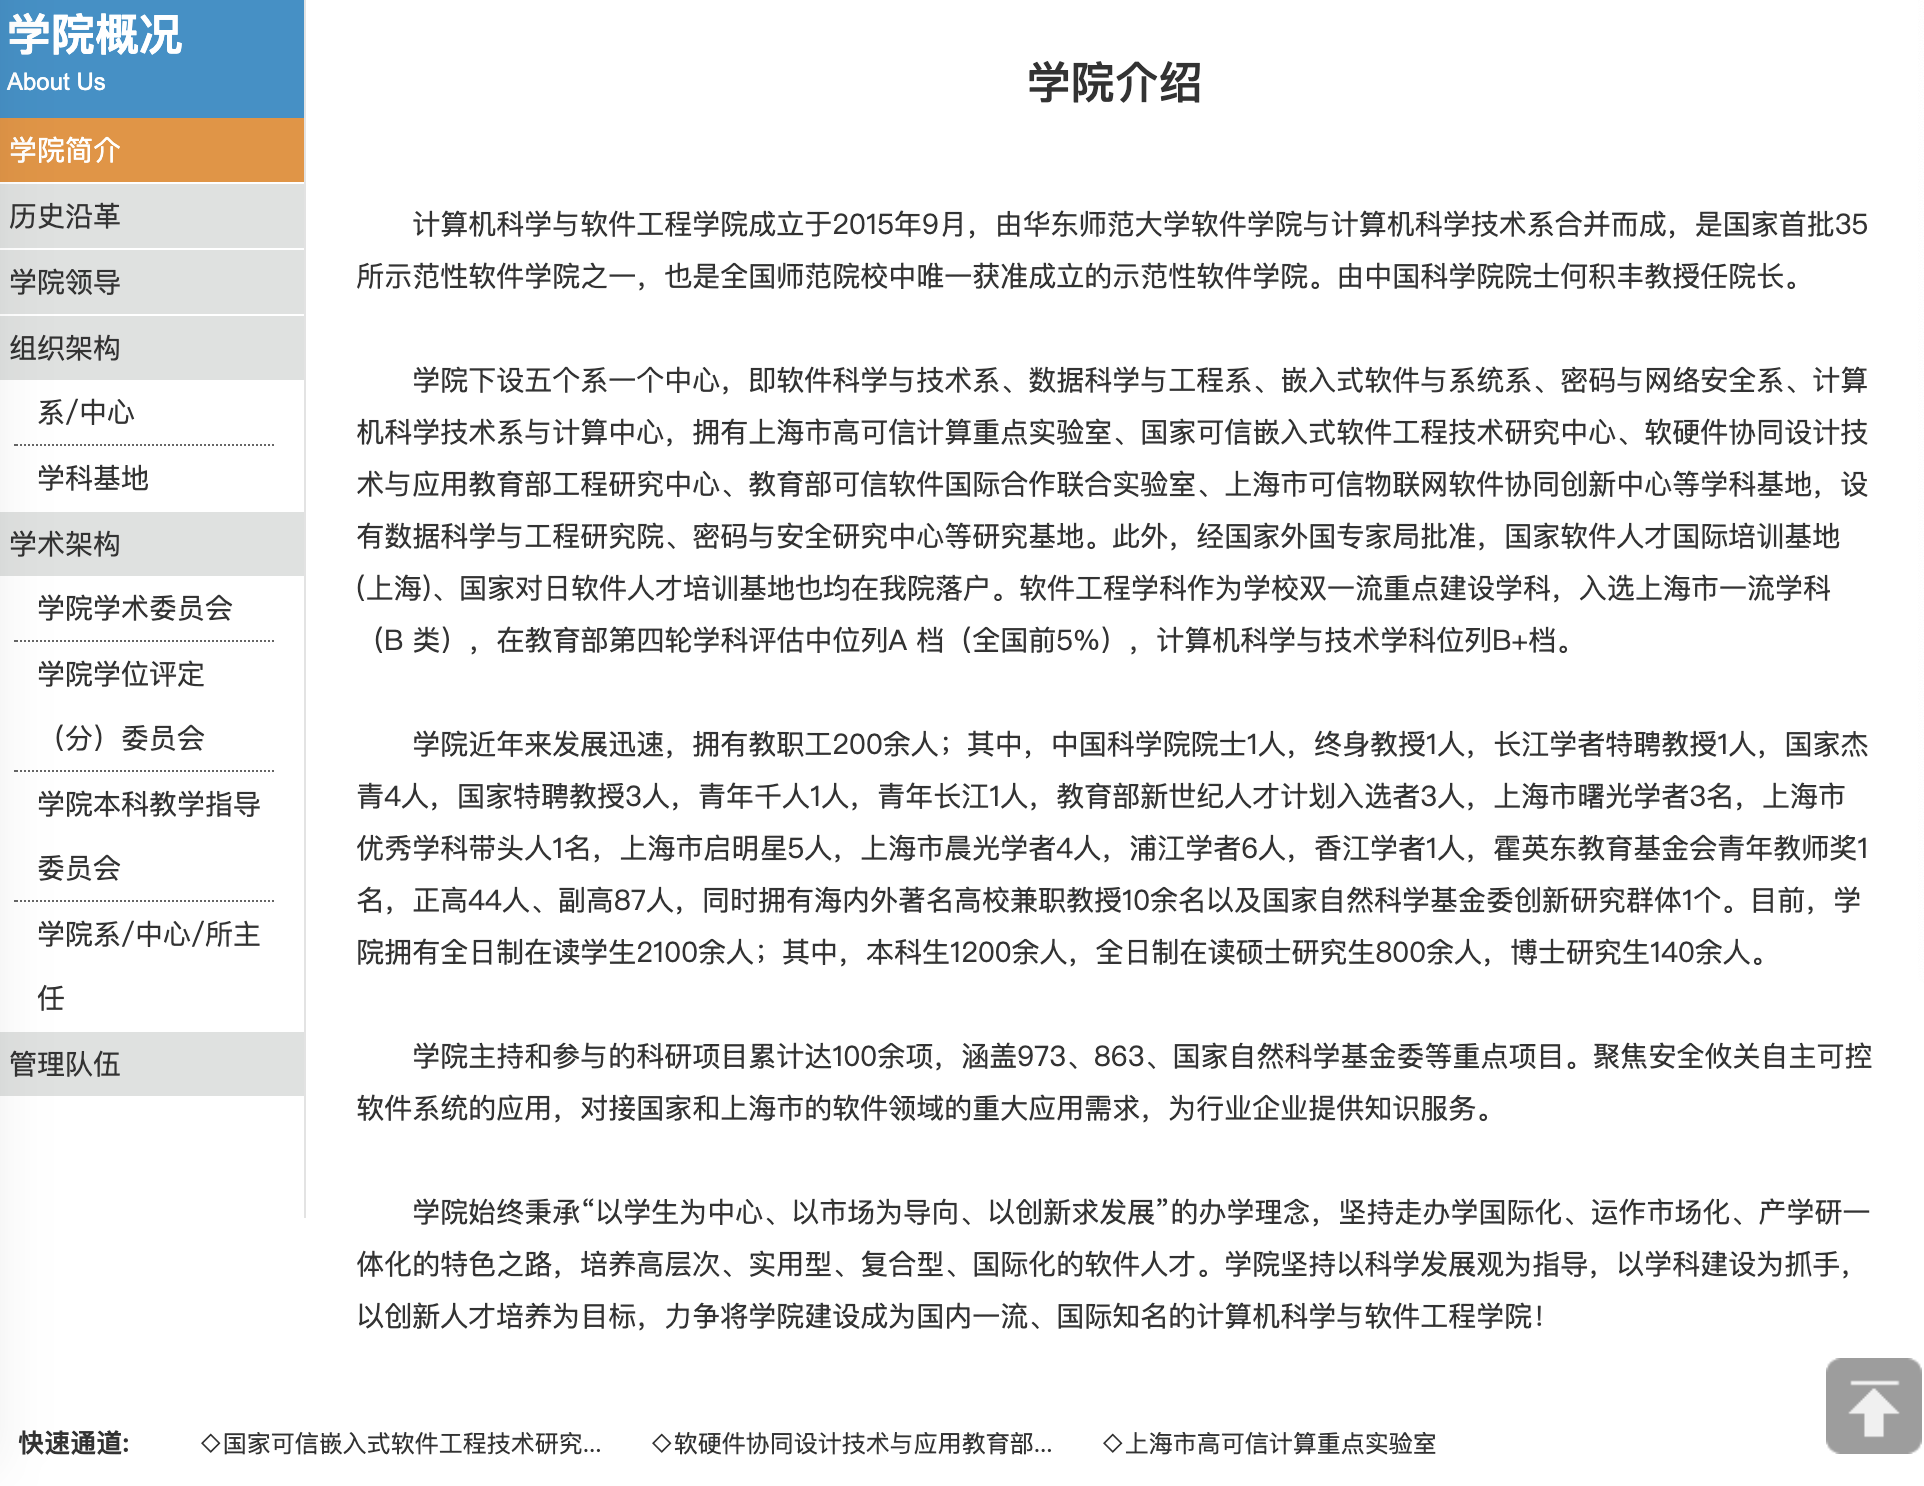 学院概况
About Us
学院简介
历史沿革
学院领导
组织架构
系/中心
学科基地
学术架构
学院学术委员会
学院学位评定
（分）委员会
学院本科教学指导
委员会
学院系/中心/所主
任
管理队伍
学院介绍
计算机科学与软件工程学院成立于2015年9月，由华东师范大学软件学院与计算机科学技术系合并而成，是国家首批35
所示范性软件学院之一，也是全国师范院校中唯一获准成立的示范性软件学院。由中国科学院院士何积丰教授任院长。
学院下设五个系一个中心，即软件科学与技术系、数据科学与工程系、嵌入式软件与系统系、密码与网络安全系、计算
机科学技术系与计算中心，拥有上海市高可信计算重点实验室、国家可信嵌入式软件工程技术研究中心、软硬件协同设计技
术与应用教育部工程研究中心、教育部可信软件国际合作联合实验室、上海市可信物联网软件协同创新中心等学科基地，设
有数据科学与工程研究院、密码与安全研究中心等研究基地。此外，经国家外国专家局批准，国家软件人才国际培训基地
(上海)、国家对日软件人才培训基地也均在我院落户。软件工程学科作为学校双一流重点建设学科，入选上海市一流学科
（B 类），在教育部第四轮学科评估中位列A 档（全国前5%），计算机科学与技术学科位列B+档。
学院近年来发展迅速，拥有教职工200余人；其中，中国科学院院士1人，终身教授1人，长江学者特聘教授1人，国家杰
青4人，国家特聘教授3人，青年千人1人，青年长江1人，教育部新世纪人才计划入选者3人，上海市曙光学者3名，上海市
优秀学科带头人1名，上海市启明星5人，上海市晨光学者4人，浦江学者6人，香江学者1人，霍英东教育基金会青年教师奖1
名，正高44人、副高87人，同时拥有海内外著名高校兼职教授10余名以及国家自然科学基金委创新研究群体1个。目前，学
院拥有全日制在读学生2100余人；其中，本科生1200余人，全日制在读硕士研究生800余人，博士研究生140余人。
学院主持和参与的科研项目累计达100余项，涵盖973、863、国家自然科学基金委等重点项目。聚焦安全攸关自主可控
软件系统的应用，对接国家和上海市的软件领域的重大应用需求，为行业企业提供知识服务。
学院始终秉承“以学生为中心、以市场为导向、以创新求发展”的办学理念，坚持走办学国际化、运作市场化、产学研一
体化的特色之路，培养高层次、实用型、复合型、国际化的软件人才。学院坚持以科学发展观为指导，以学科建设为抓手，
以创新人才培养为目标，力争将学院建设成为国内一流、国际知名的计算机科学与软件工程学院！
快速通道: ◇国家可信嵌入式软件工程技术研究... ◇软硬件协同设计技术与应用教育部... ◇上海市高可信计算重点实验室